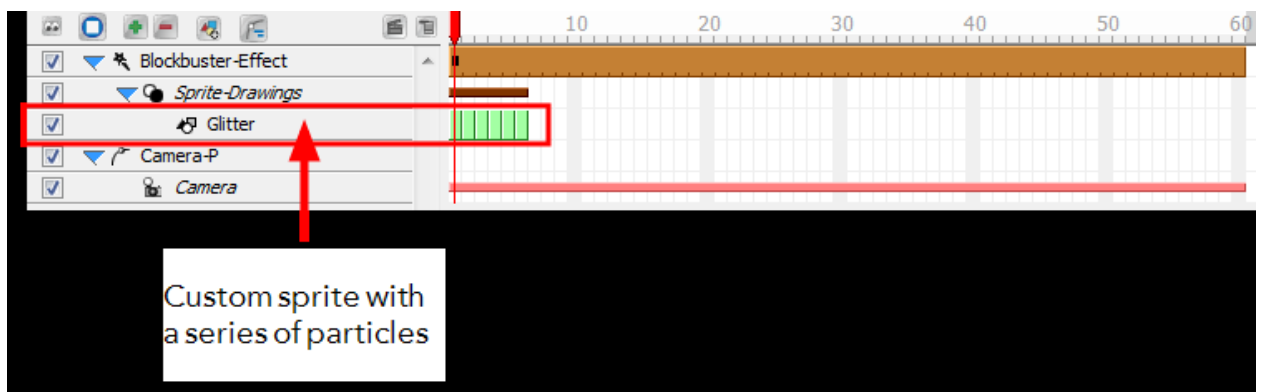 10 20 30 40 50 60
Blockbuster-Effect
Sprite-Drawings
Glitter
Camera-P
Camera
Custom sprite with
a series of particles